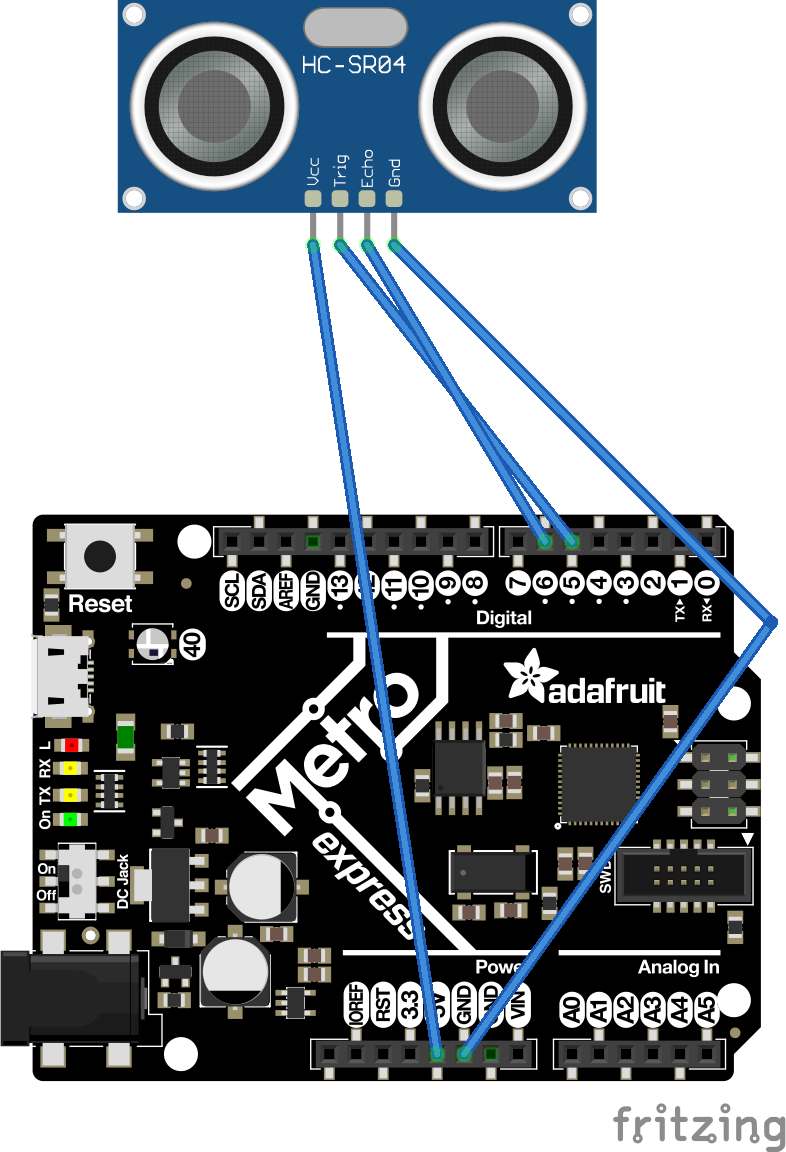 HC-SR04
Vcc
Trig
Echo
Gnd
SCL
SDA
AREF
GND
13
11
10
9
8
7
6
5
4
3
2
TX▸1
RX◂0
Reset
Digital
40
adafruit
Metro
express
L
RX
TX
On
On
Off
DC Jack
Power
Analog In
IOREF
RST
3.3
5V
GND
GND
VIN
A0
A1
A2
A3
A4
A5
fritzing